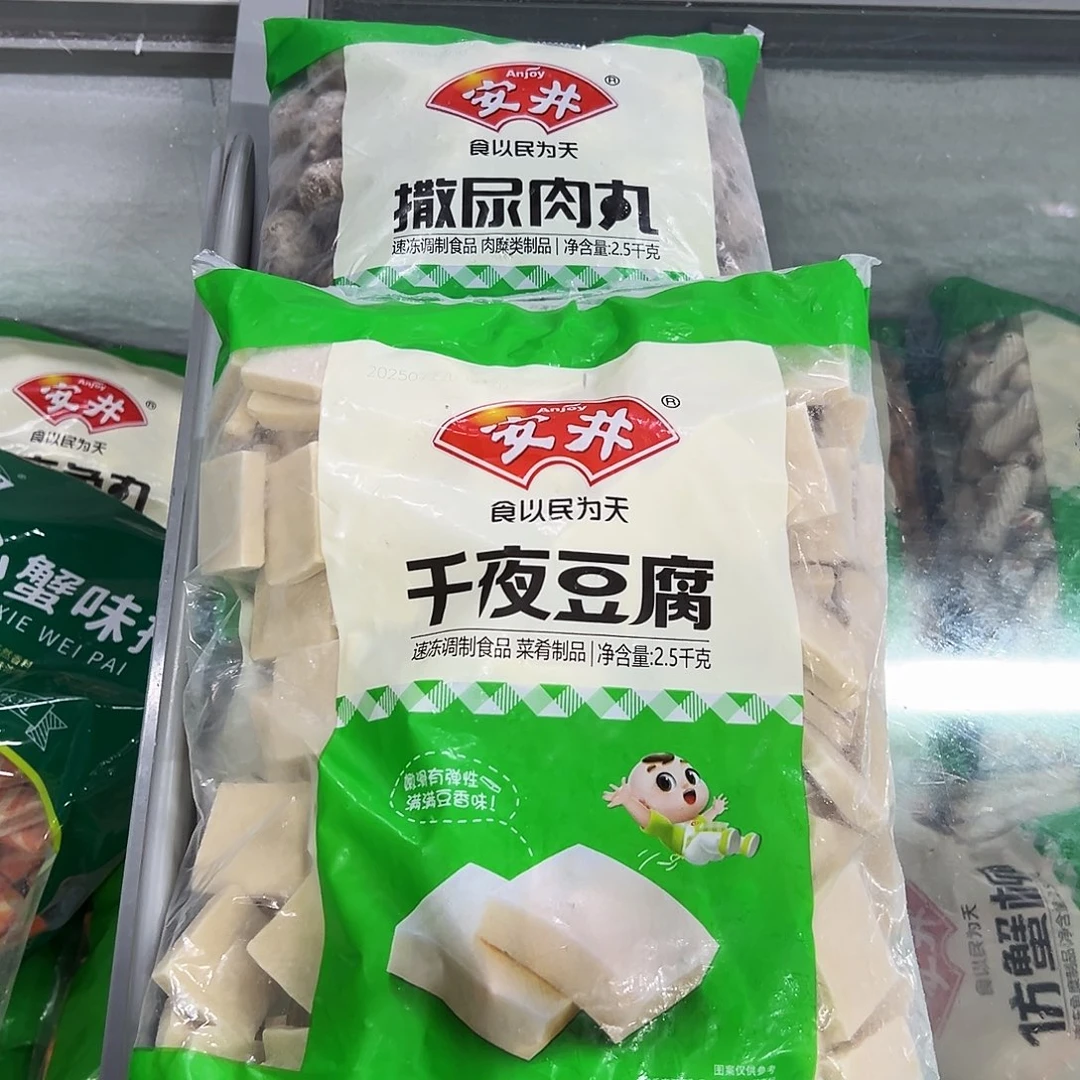 Anjoy
安井®
食以民为天
撒尿肉丸
速冻调制食品 肉糜类制品|净含量:2.5千克
Anjoy
安井®
食以民为天
千夜豆腐
速冻调制食品 菜肴制品|净含量:2.5千克
嫩滑有弹性
满满豆香味!
图案仅供参考
Anjoy
安井®
食以民为天
鱼丸
蟹味
XIE WEI PAI
食以民为天
仿蟹柳